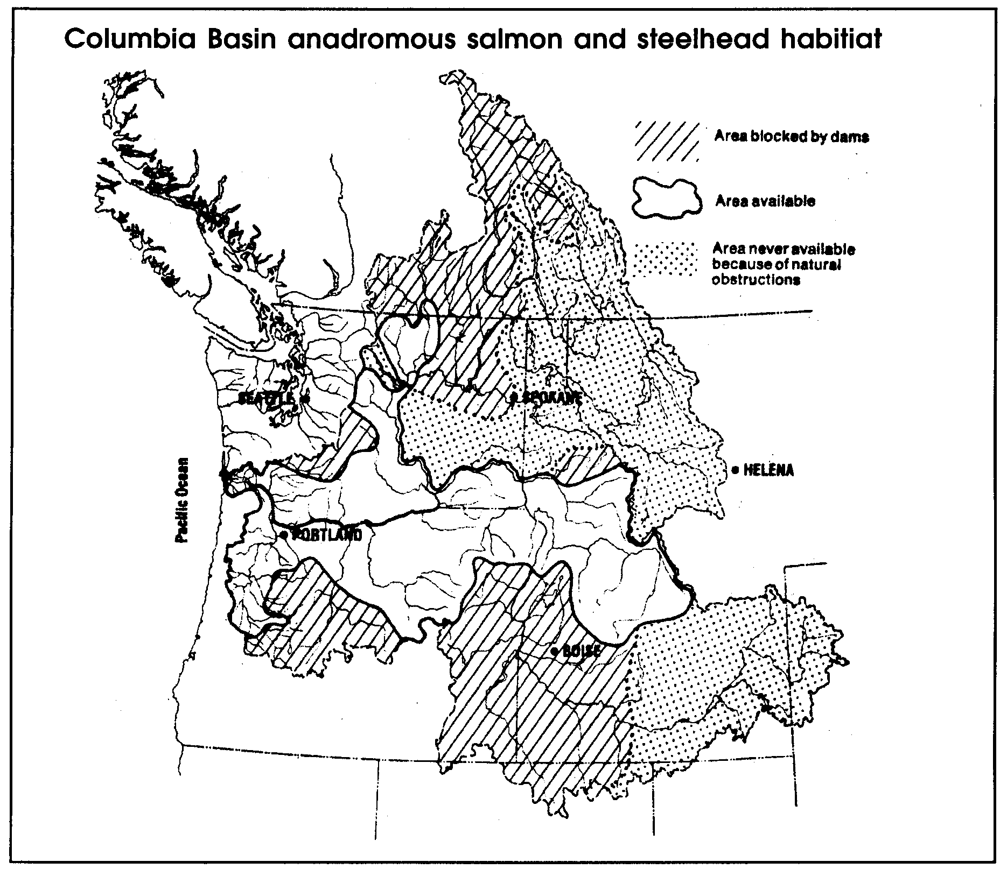 Columbia Basin anadromous salmon and steelhead habitiat
Area blocked by dams
Area available
Area never available
because of natural
obstructions
SEATTLE
SPOKANE
HELENA
Pacific Ocean
PORTLAND
BOISE